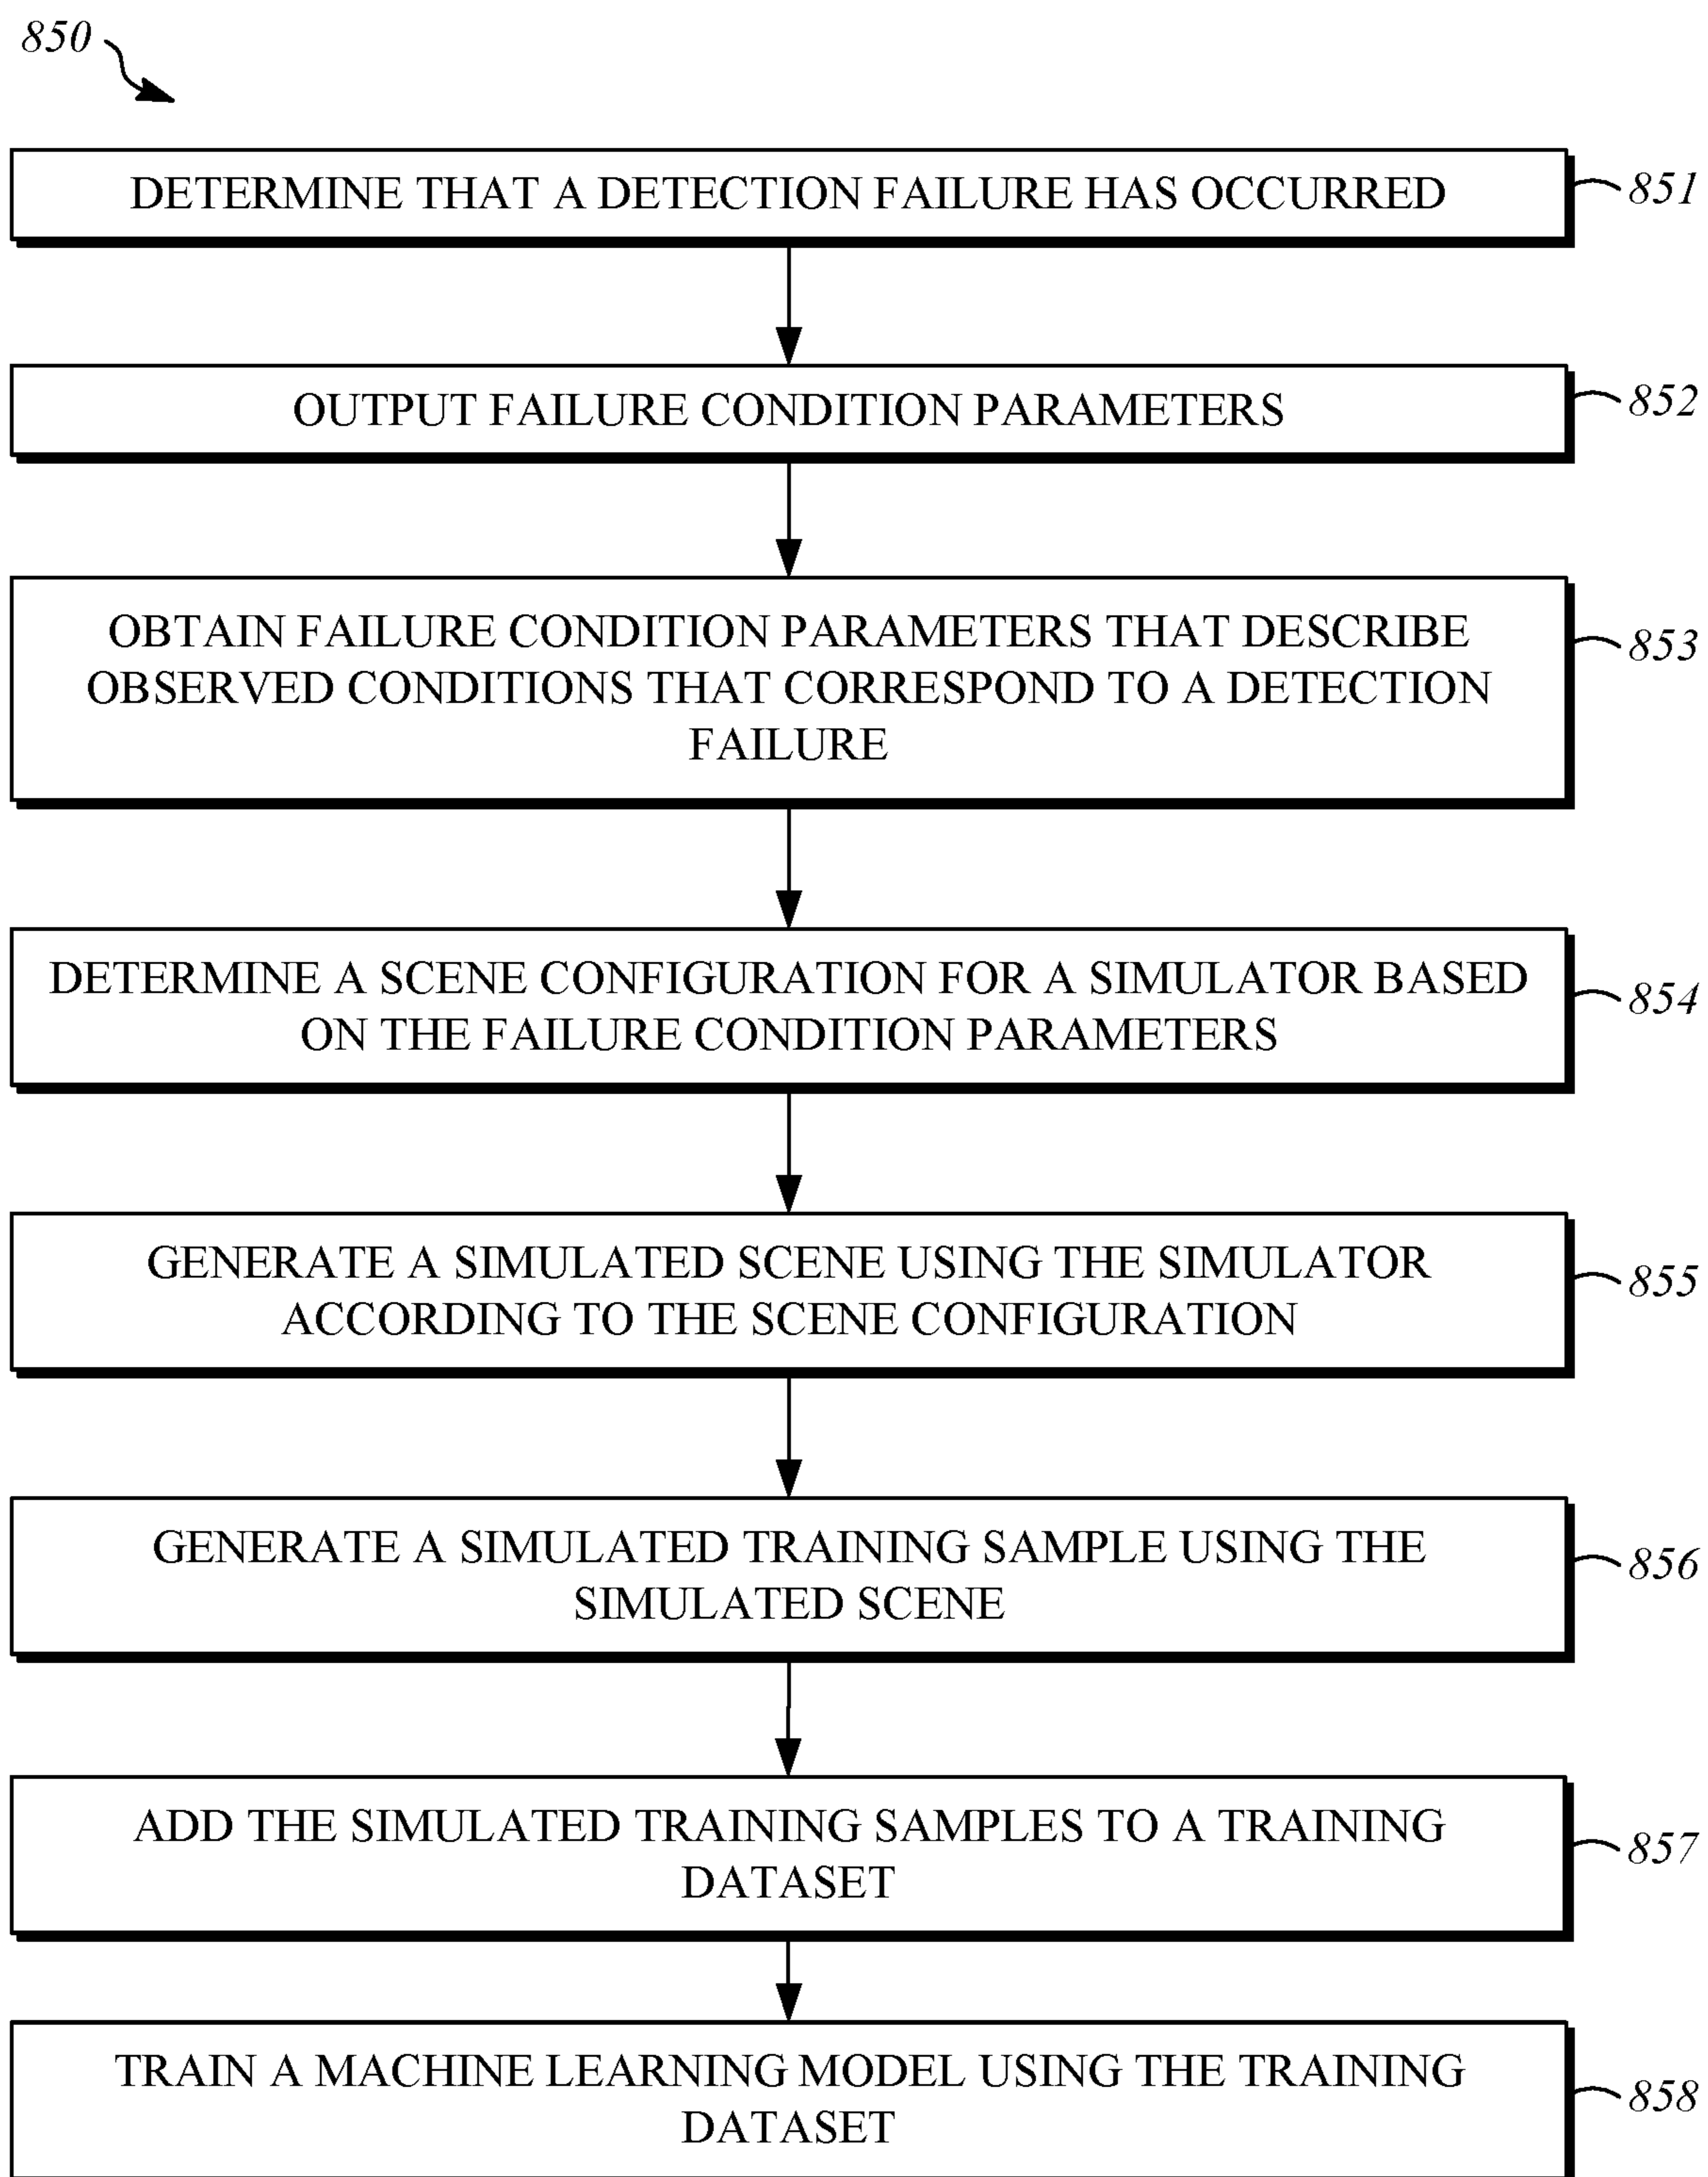 850
DETERMINE THAT A DETECTION FAILURE HAS OCCURRED
851
OUTPUT FAILURE CONDITION PARAMETERS
852
OBTAIN FAILURE CONDITION PARAMETERS THAT DESCRIBE
OBSERVED CONDITIONS THAT CORRESPOND TO A DETECTION
FAILURE
853
DETERMINE A SCENE CONFIGURATION FOR A SIMULATOR BASED
ON THE FAILURE CONDITION PARAMETERS
854
GENERATE A SIMULATED SCENE USING THE SIMULATOR
ACCORDING TO THE SCENE CONFIGURATION
855
GENERATE A SIMULATED TRAINING SAMPLE USING THE
SIMULATED SCENE
856
ADD THE SIMULATED TRAINING SAMPLES TO A TRAINING
DATASET
857
TRAIN A MACHINE LEARNING MODEL USING THE TRAINING
DATASET
858